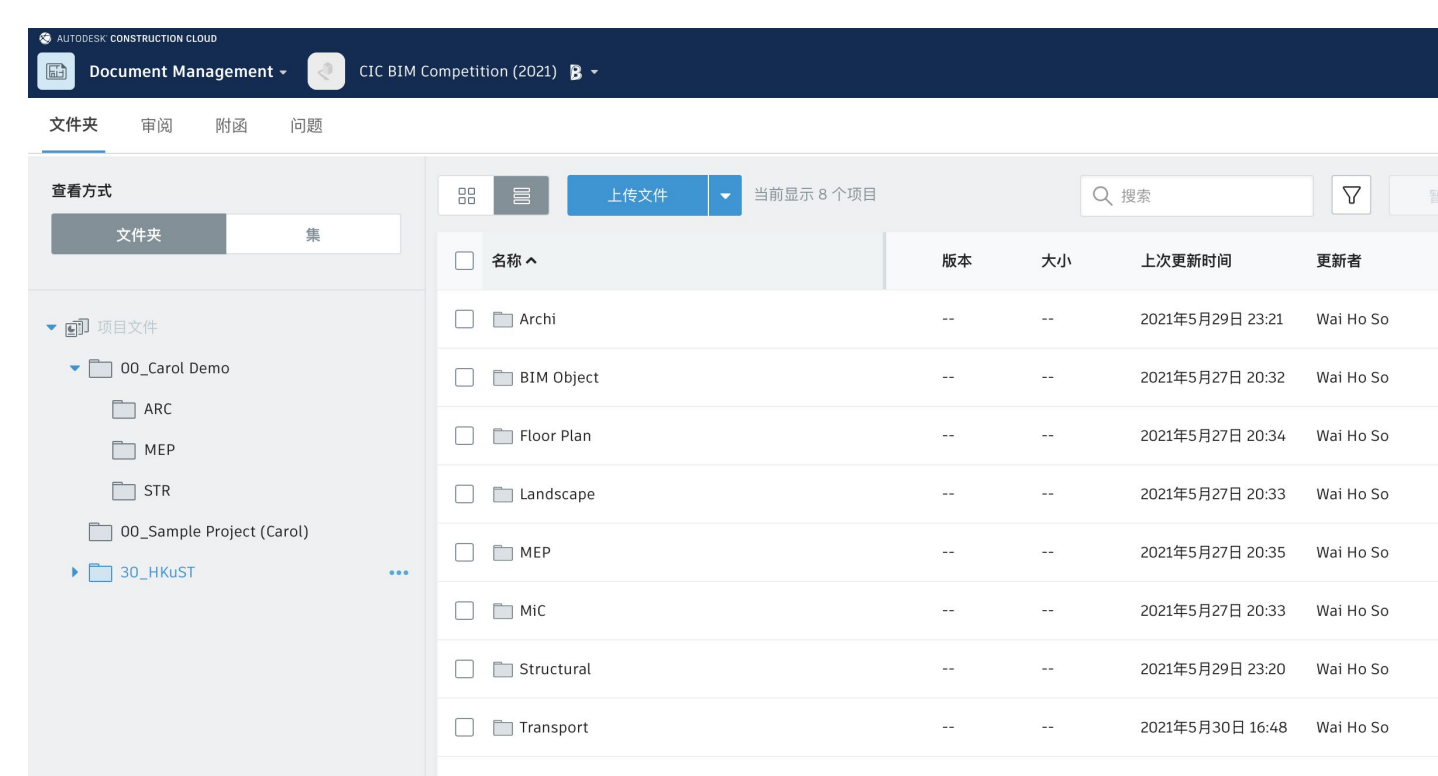 AUTODESK CONSTRUCTION CLOUD
Document Management CIC BIM Competition (2021)
文件夹 审阅 附函 问题
查看方式
文件夹 集
项目文件
00_Carol Demo
ARC
MEP
STR
00_Sample Project (Carol)
30_HKuST
上传文件 当前显示 8 个项目 搜索
名称 版本 大小 上次更新时间 更新者
Archi -- -- 2021年5月29日 23:21 Wai Ho So
BIM Object -- -- 2021年5月27日 20:32 Wai Ho So
Floor Plan -- -- 2021年5月27日 20:34 Wai Ho So
Landscape -- -- 2021年5月27日 20:33 Wai Ho So
MEP -- -- 2021年5月27日 20:35 Wai Ho So
MiC -- -- 2021年5月27日 20:33 Wai Ho So
Structural -- -- 2021年5月29日 23:20 Wai Ho So
Transport -- -- 2021年5月30日 16:48 Wai Ho So